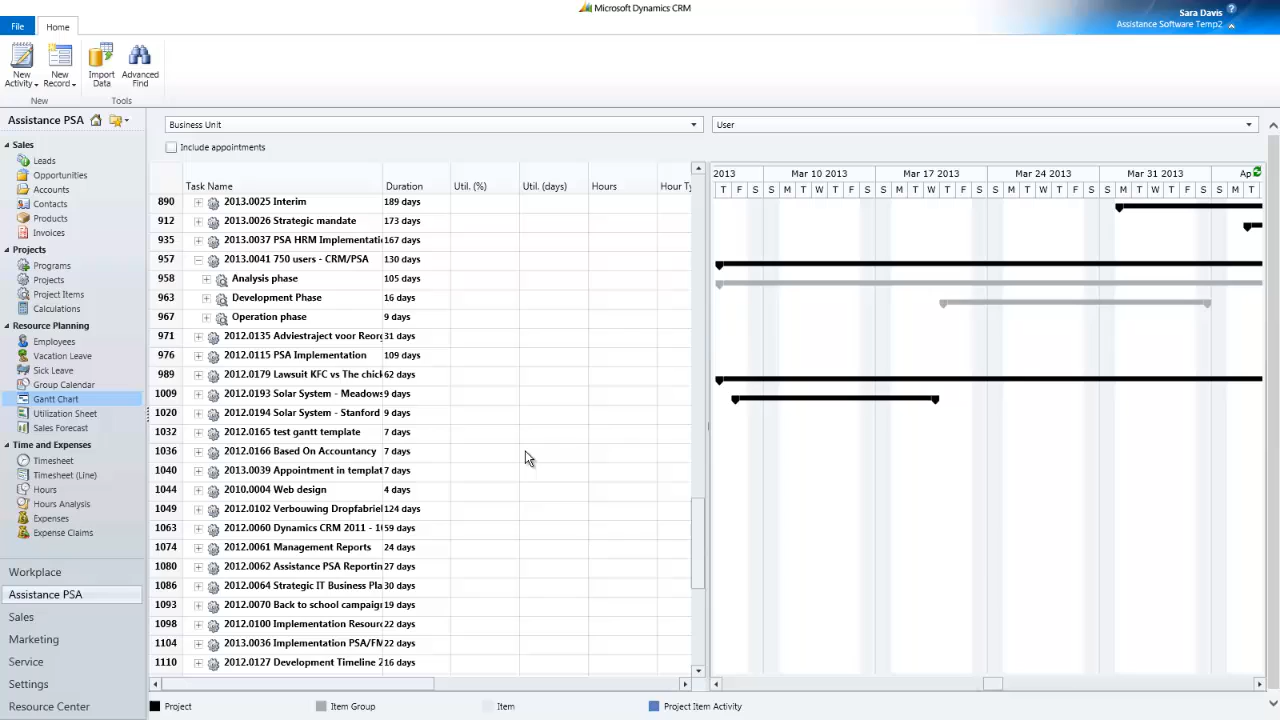 Microsoft Dynamics CRM
Sara Davis
Assistance Software Temp2
File
Home
New Activity
New Record
Import Data
Advanced Find
New
Tools
Assistance PSA
Business Unit
User
Include appointments
Sales
Leads
Opportunities
Accounts
Contacts
Products
Invoices
Projects
Programs
Projects
Project Items
Calculations
Resource Planning
Employees
Vacation Leave
Sick Leave
Group Calendar
Gantt Chart
Utilization Sheet
Sales Forecast
Time and Expenses
Timesheet
Timesheet (Line)
Hours
Hours Analysis
Expenses
Expense Claims
Workplace
Assistance PSA
Sales
Marketing
Service
Settings
Resource Center
Task Name Duration Util. (%) Util. (days) Hours Hour Ty
890 2013.0025 Interim 189 days
912 2013.0026 Strategic mandate 173 days
935 2013.0037 PSA HRM Implementati 167 days
957 2013.0041 750 users - CRM/PSA 130 days
958 Analysis phase 105 days
963 Development Phase 16 days
967 Operation phase 9 days
971 2012.0135 Adviestraject voor Reorg 31 days
976 2012.0115 PSA Implementation 109 days
989 2012.0179 Lawsuit KFC vs The chick 62 days
1009 2012.0193 Solar System - Meadows 9 days
1020 2012.0194 Solar System - Stanford 9 days
1032 2012.0165 test gantt template 7 days
1036 2012.0166 Based On Accountancy 7 days
1040 2013.0039 Appointment in templat 7 days
1044 2010.0004 Web design 4 days
1049 2012.0102 Verbouwing Dropfabriel 124 days
1063 2012.0060 Dynamics CRM 2011 - 1 59 days
1074 2012.0061 Management Reports 24 days
1080 2012.0062 Assistance PSA Reportin 27 days
1086 2012.0064 Strategic IT Business Pla 30 days
1093 2012.0070 Back to school campaig 19 days
1098 2012.0100 Implementation Resour 22 days
1104 2013.0036 Implementation PSA/FM 22 days
1110 2012.0127 Development Timeline 2 16 days
2013 Mar 10 2013 Mar 17 2013 Mar 24 2013 Mar 31 2013 Ap
T F S S M T W T F S S M T W T F S S M T W T F S S M T W T F S S M T
Project Item Group Item Project Item Activity